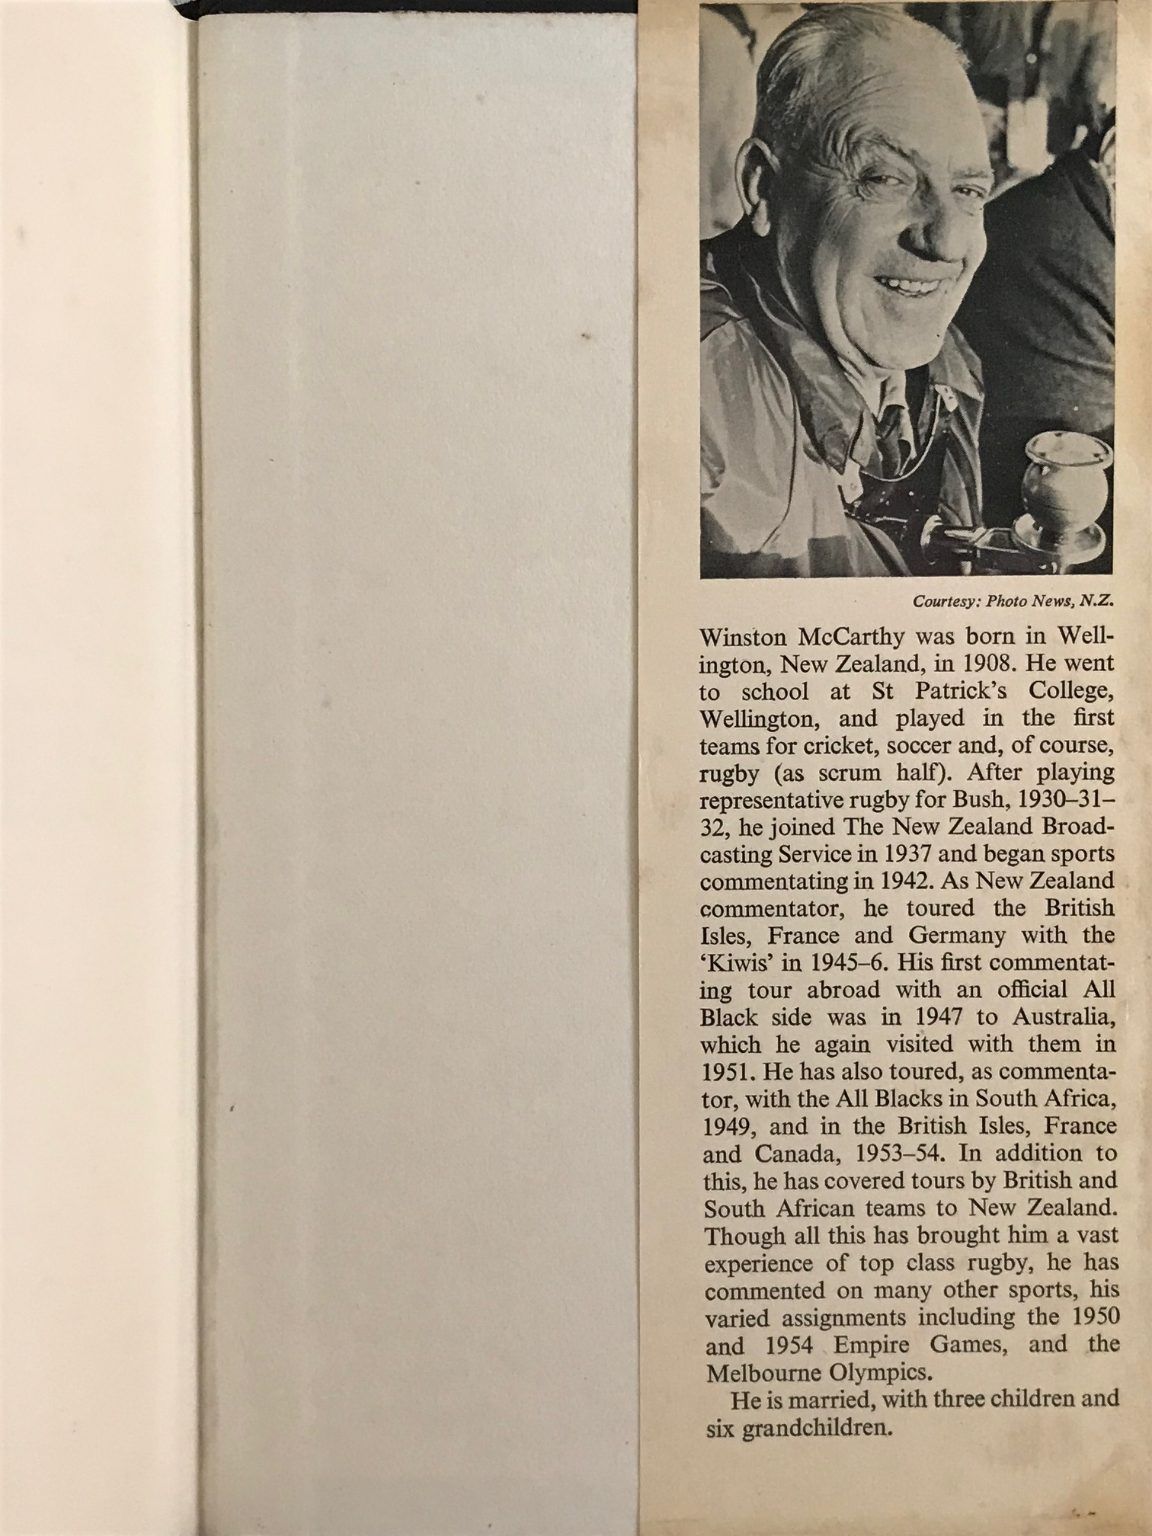 Courtesy: Photo News, N.Z.
Winston McCarthy was born in Well-
ington, New Zealand, in 1908. He went
to school at St Patrick's College,
Wellington, and played in the first
teams for cricket, soccer and, of course,
rugby (as scrum half). After playing
representative rugby for Bush, 1930–31–
32, he joined The New Zealand Broad-
casting Service in 1937 and began sports
commentating in 1942. As New Zealand
commentator, he toured the British
Isles, France and Germany with the
'Kiwis' in 1945–6. His first commentat-
ing tour abroad with an official All
Black side was in 1947 to Australia,
which he again visited with them in
1951. He has also toured, as commenta-
tor, with the All Blacks in South Africa,
1949, and in the British Isles, France
and Canada, 1953–54. In addition to
this, he has covered tours by British and
South African teams to New Zealand.
Though all this has brought him a vast
experience of top class rugby, he has
commented on many other sports, his
varied assignments including the 1950
and 1954 Empire Games, and the
Melbourne Olympics.
He is married, with three children and
six grandchildren.